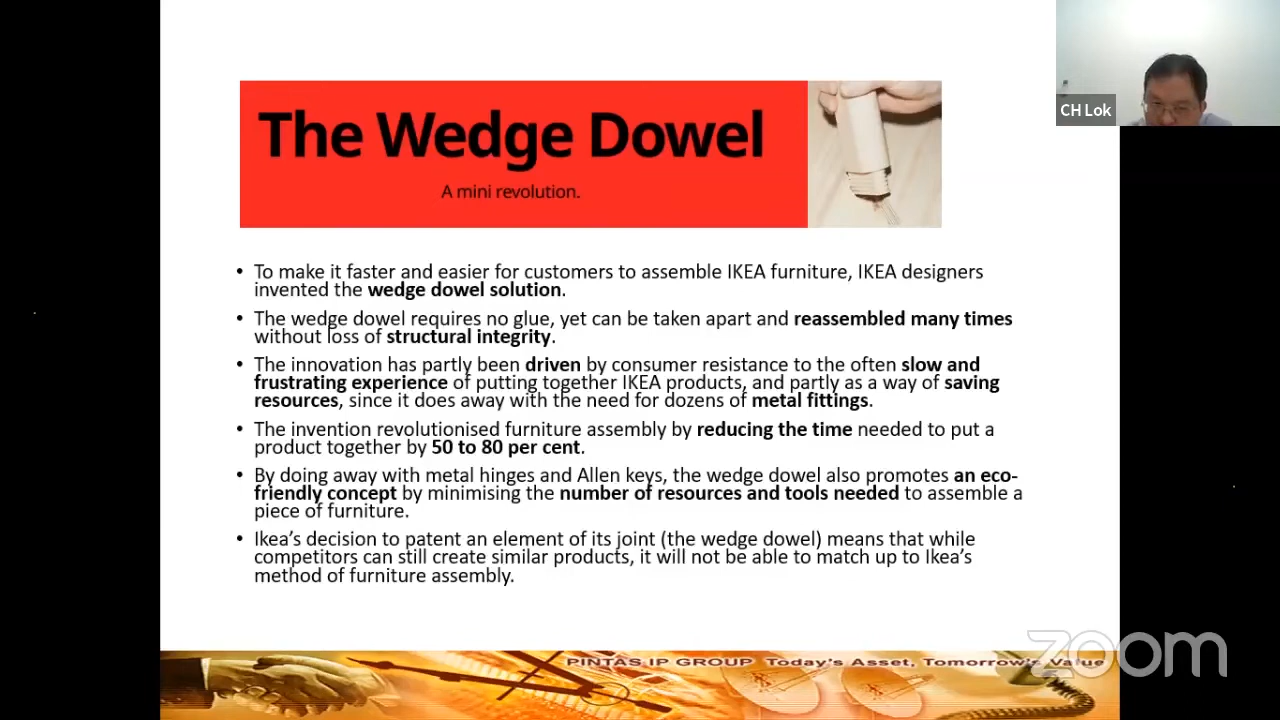 The Wedge Dowel
A mini revolution.
CH Lok
• To make it faster and easier for customers to assemble IKEA furniture, IKEA designers
invented the wedge dowel solution.
• The wedge dowel requires no glue, yet can be taken apart and reassembled many times
without loss of structural integrity.
• The innovation has partly been driven by consumer resistance to the often slow and
frustrating experience of putting together IKEA products, and partly as a way of saving
resources, since it does away with the need for dozens of metal fittings.
• The invention revolutionised furniture assembly by reducing the time needed to put a
product together by 50 to 80 per cent.
• By doing away with metal hinges and Allen keys, the wedge dowel also promotes an eco-
friendly concept by minimising the number of resources and tools needed to assemble a
piece of furniture.
• Ikea's decision to patent an element of its joint (the wedge dowel) means that while
competitors can still create similar products, it will not be able to match up to Ikea's
method of furniture assembly.
PINTAS IP GROUP Today's Asset, Tomorrow's Value
zoom